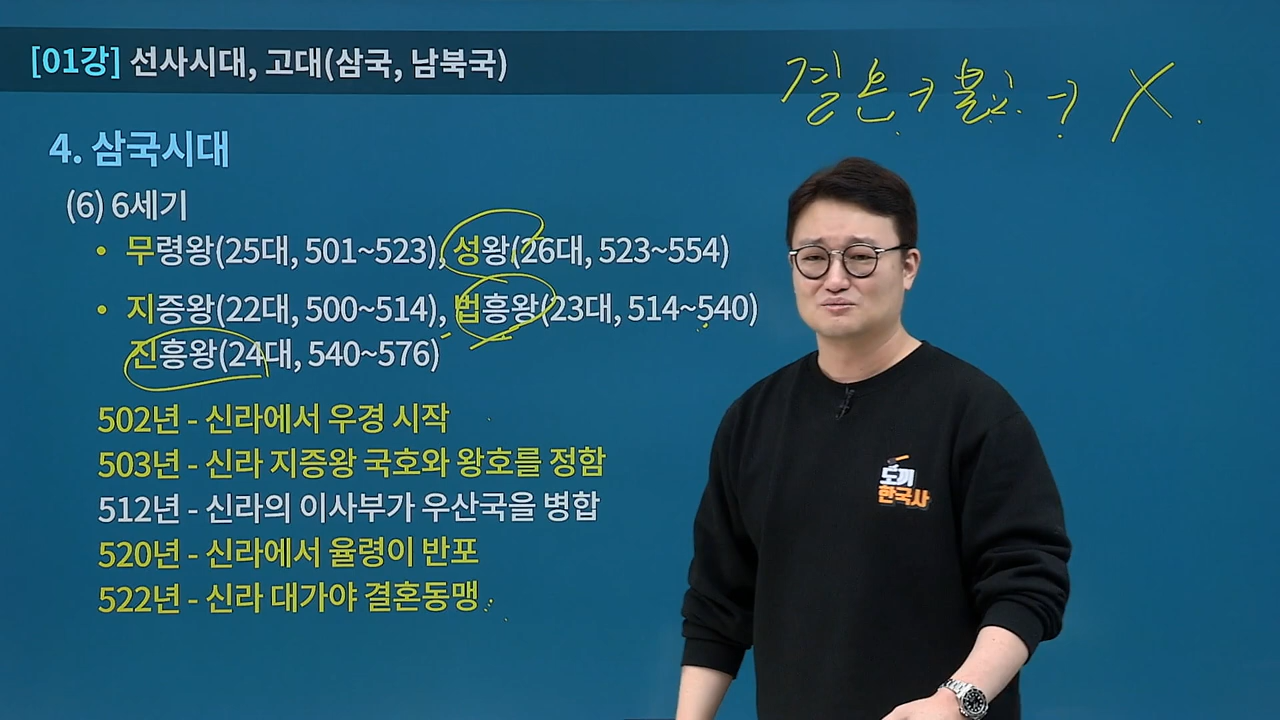 [01강] 선사시대, 고대(삼국, 남북국)
결혼 → 불교 → X
4. 삼국시대
(6) 6세기
• 무령왕(25대, 501~523), 성왕(26대, 523~554)
• 지증왕(22대, 500~514), 법흥왕(23대, 514~540)
진흥왕(24대, 540~576)
502년 - 신라에서 우경 시작
503년 - 신라 지증왕 국호와 왕호를 정함
512년 - 신라의 이사부가 우산국을 병합
520년 - 신라에서 율령이 반포
522년 - 신라 대가야 결혼동맹
도끼
한국사